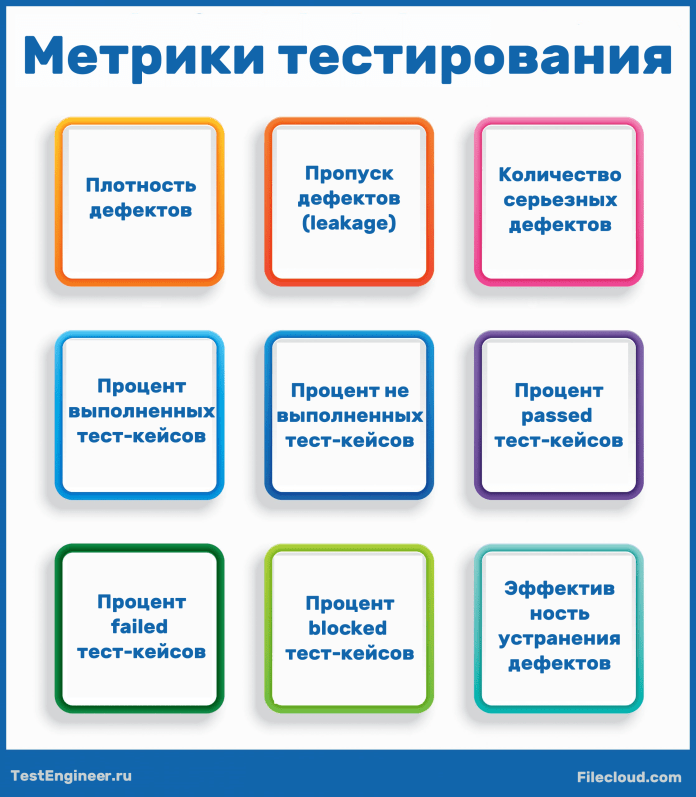 Метрики тестирования
Плотность
дефектов
Пропуск
дефектов
(leakage)
Количество
серьезных
дефектов
Процент
выполненных
тест-кейсов
Процент не
выполненных
тест-кейсов
Процент
passed
тест-кейсов
Процент
failed
тест-кейсов
Процент
blocked
тест-кейсов
Эффектив
ность
устранения
дефектов
TestEngineer.ru
Filecloud.com